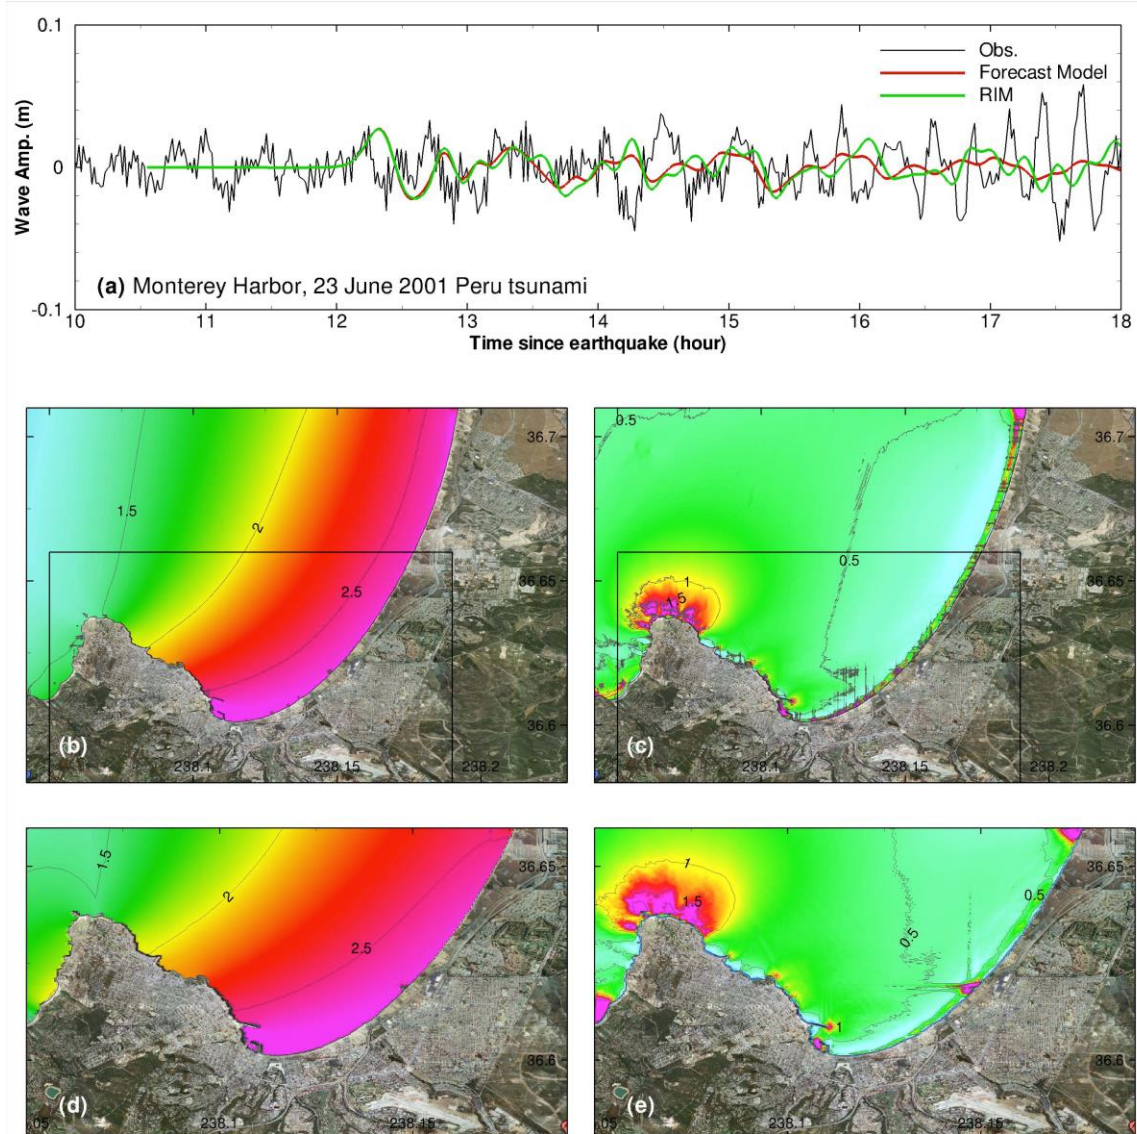 0.1
Obs.
Forecast Model
RIM
Wave Amp. (m)
0
(a) Monterey Harbor, 23 June 2001 Peru tsunami
-0.1
10 11 12 13 14 15 16 17 18
Time since earthquake (hour)
1.5
2
2.5
36.7
36.65
36.6
(b)
238.1 238.15 238.2
0.5
36.7
0.5
1
1.5
36.65
36.6
(c)
238.1 238.15 238.2
1.5
2
2.5
36.65
36.6
(d)
.05 238.1 238.15
1
1.5
0.5
0.5
36.65
1
36.6
(e)
238.1 238.15